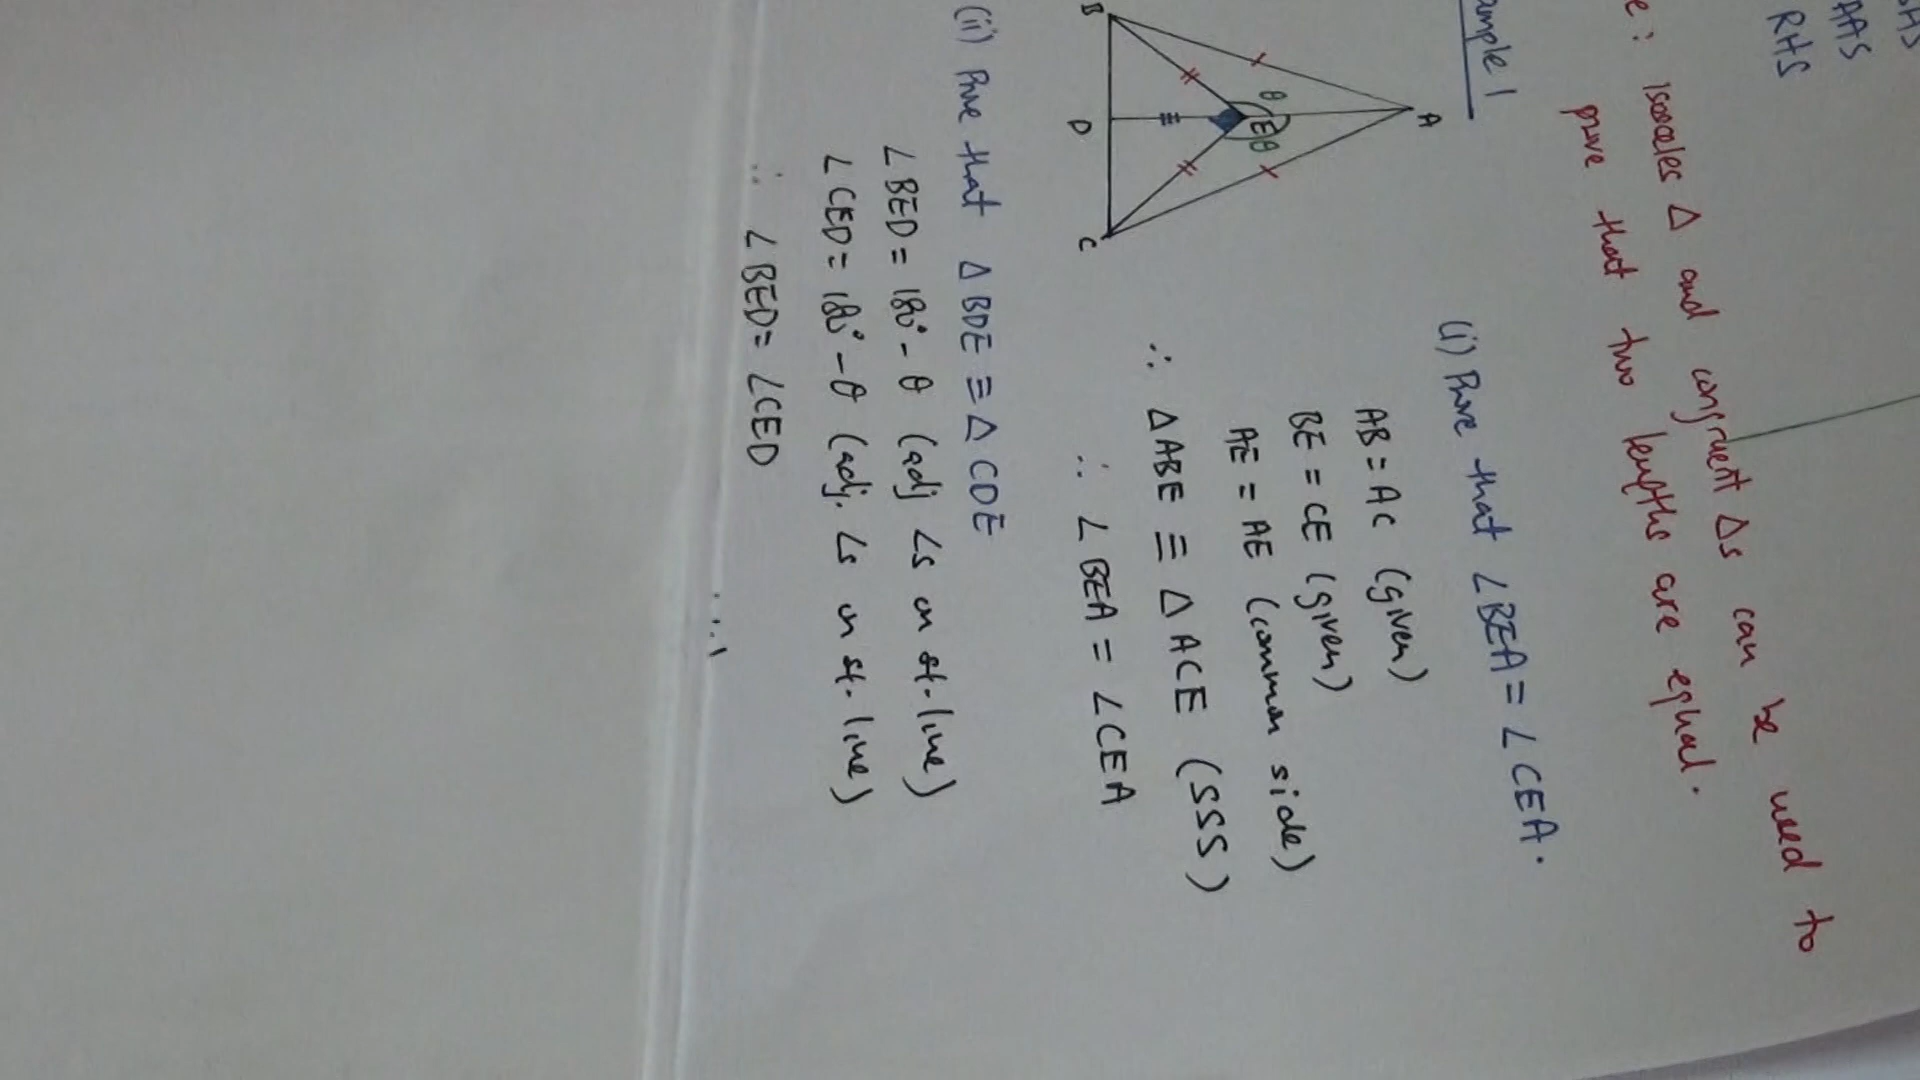 AAS
RHS
e: isosceles Δ and congruent Δs can be need to
prove that two lengths are equal.
ample 1
(i) Prove that ∠BEA = ∠CEA.
A
θ
E
θ
B
D
C
AB = AC (given)
BE = CE (given)
AE = AE (common side)
∴ ΔABE ≡ ΔACE (SSS)
∴ ∠BEA = ∠CEA
(ii) Prove that ΔBDE ≡ ΔCDE
∠BED = 180° - θ (adj ∠s on st. line)
∠CED = 180° - θ (adj. ∠s on st. line)
∴ ∠BED = ∠CED